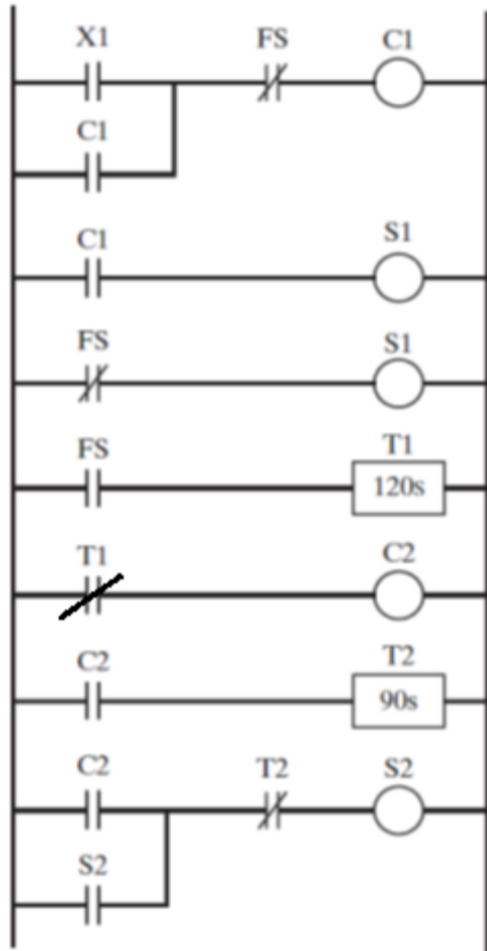 X1 FS C1
C1
C1 S1
FS S1
FS T1
120s
T1 C2
C2 T2
90s
C2 T2 S2
S2